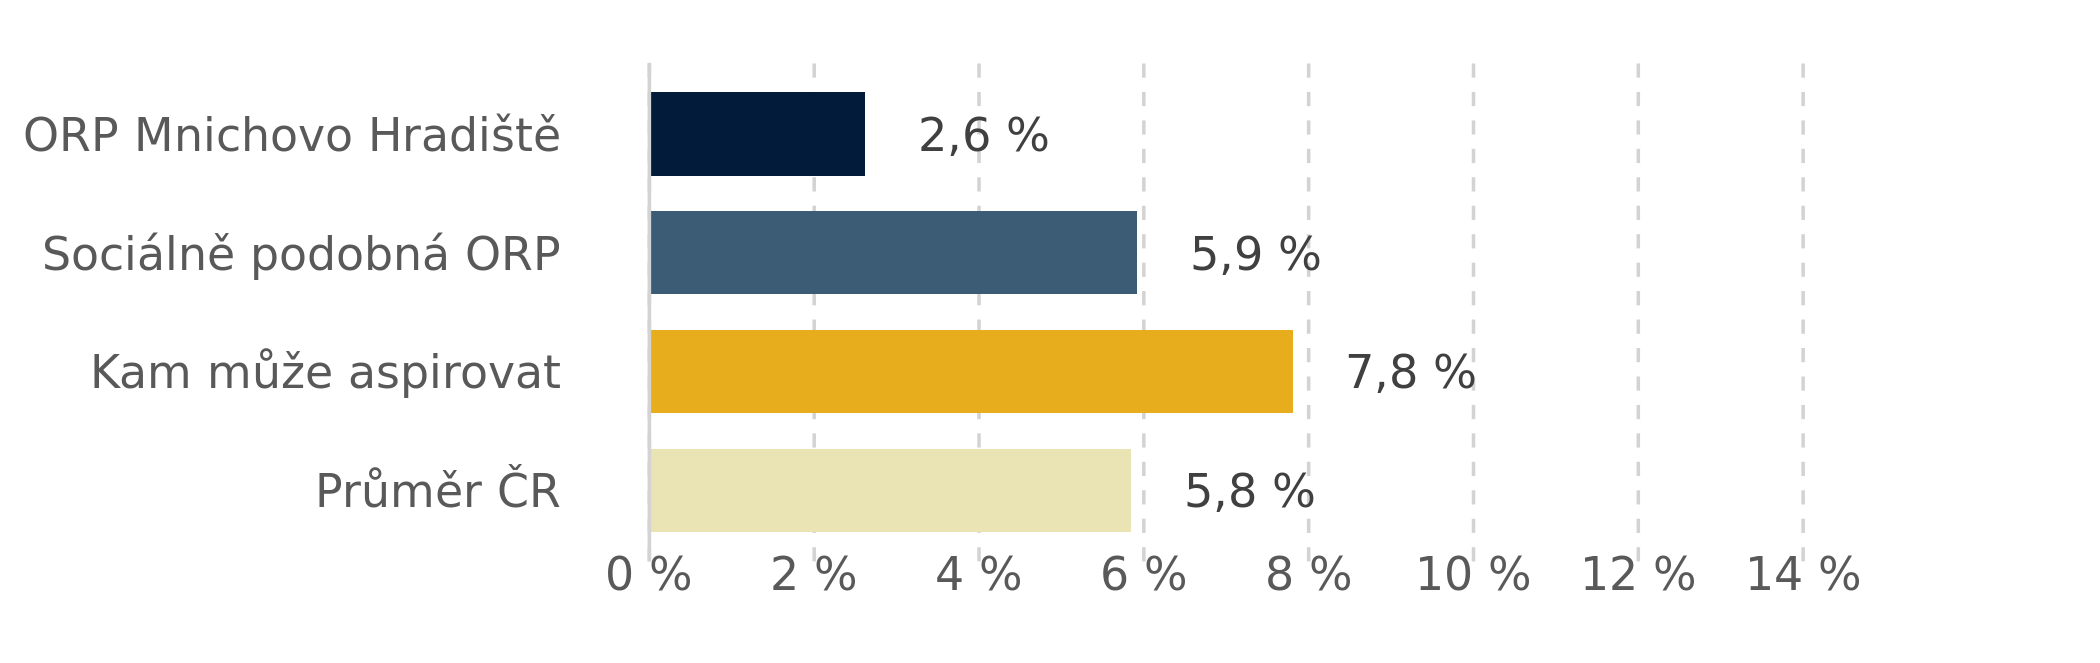 ORP Mnichovo Hradiště 2,6 %
Sociálně podobná ORP 5,9 %
Kam může aspirovat 7,8 %
Průměr ČR 5,8 %
0 % 2 % 4 % 6 % 8 % 10 % 12 % 14 %